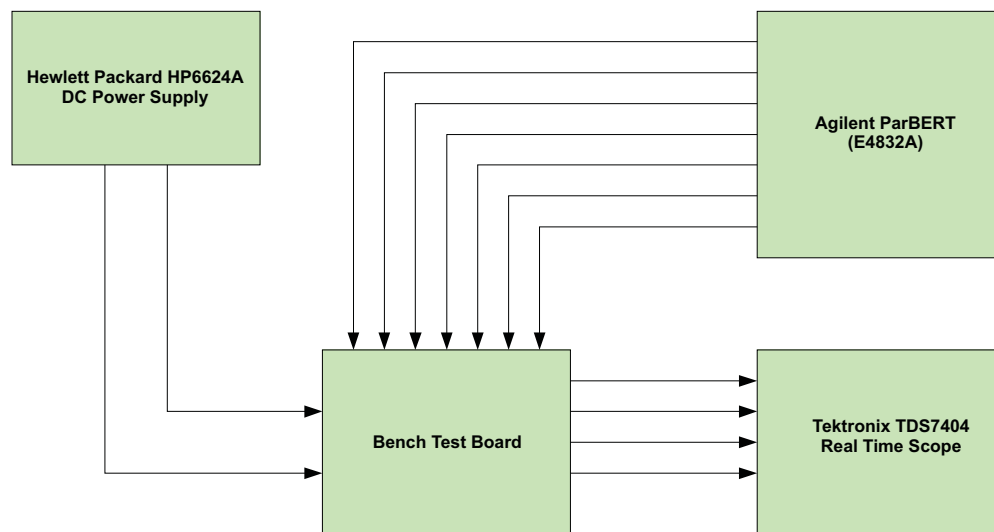 Hewlett Packard HP6624A
DC Power Supply
Agilent ParBERT
(E4832A)
Bench Test Board
Tektronix TDS7404
Real Time Scope